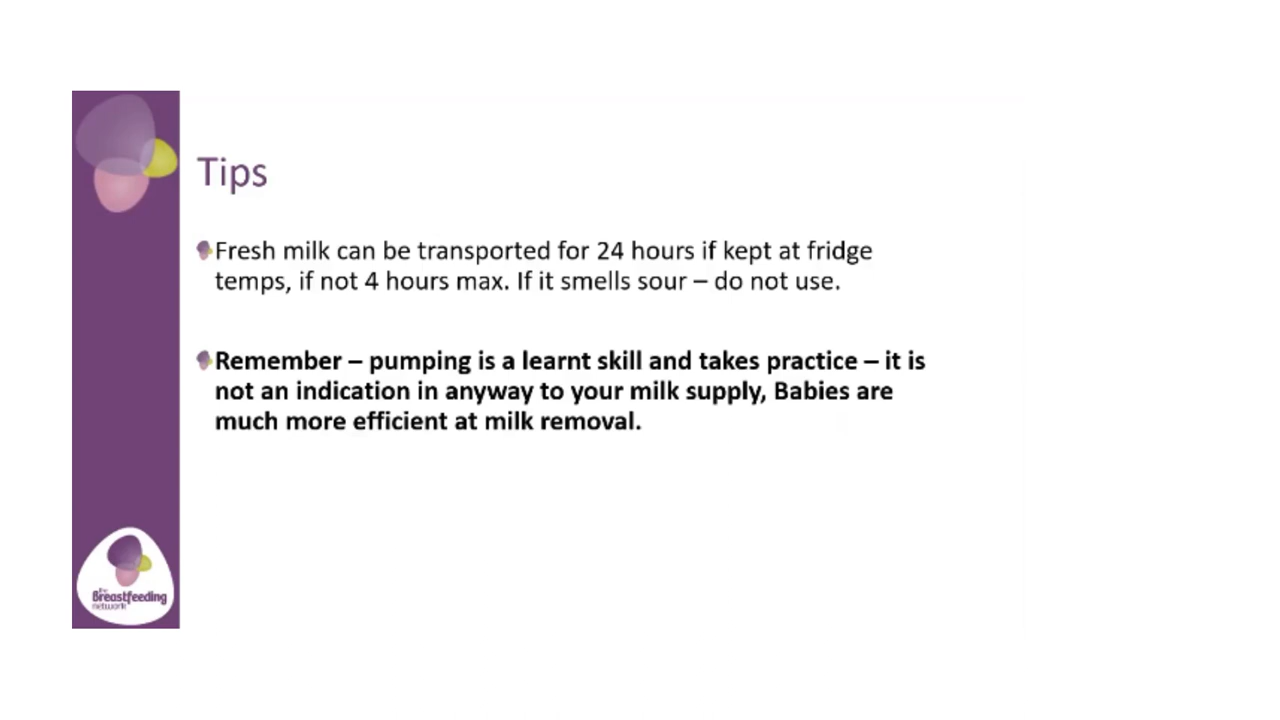 Tips
Fresh milk can be transported for 24 hours if kept at fridge
temps, if not 4 hours max. If it smells sour – do not use.
Remember – pumping is a learnt skill and takes practice – it is
not an indication in anyway to your milk supply, Babies are
much more efficient at milk removal.
the
Breastfeeding
network